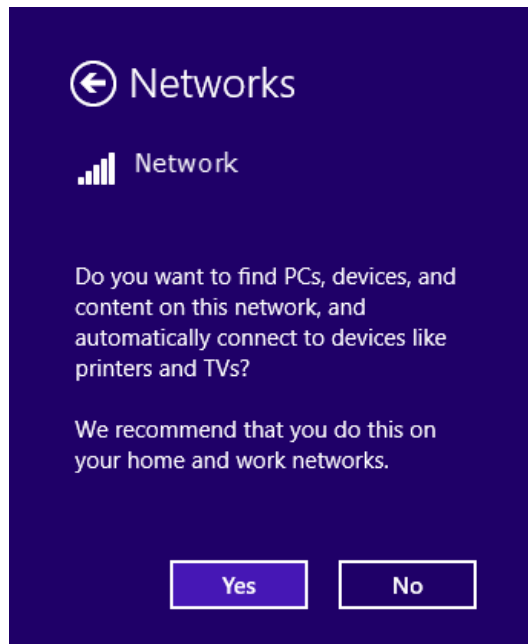 Networks
Network
Do you want to find PCs, devices, and
content on this network, and
automatically connect to devices like
printers and TVs?
We recommend that you do this on
your home and work networks.
Yes No